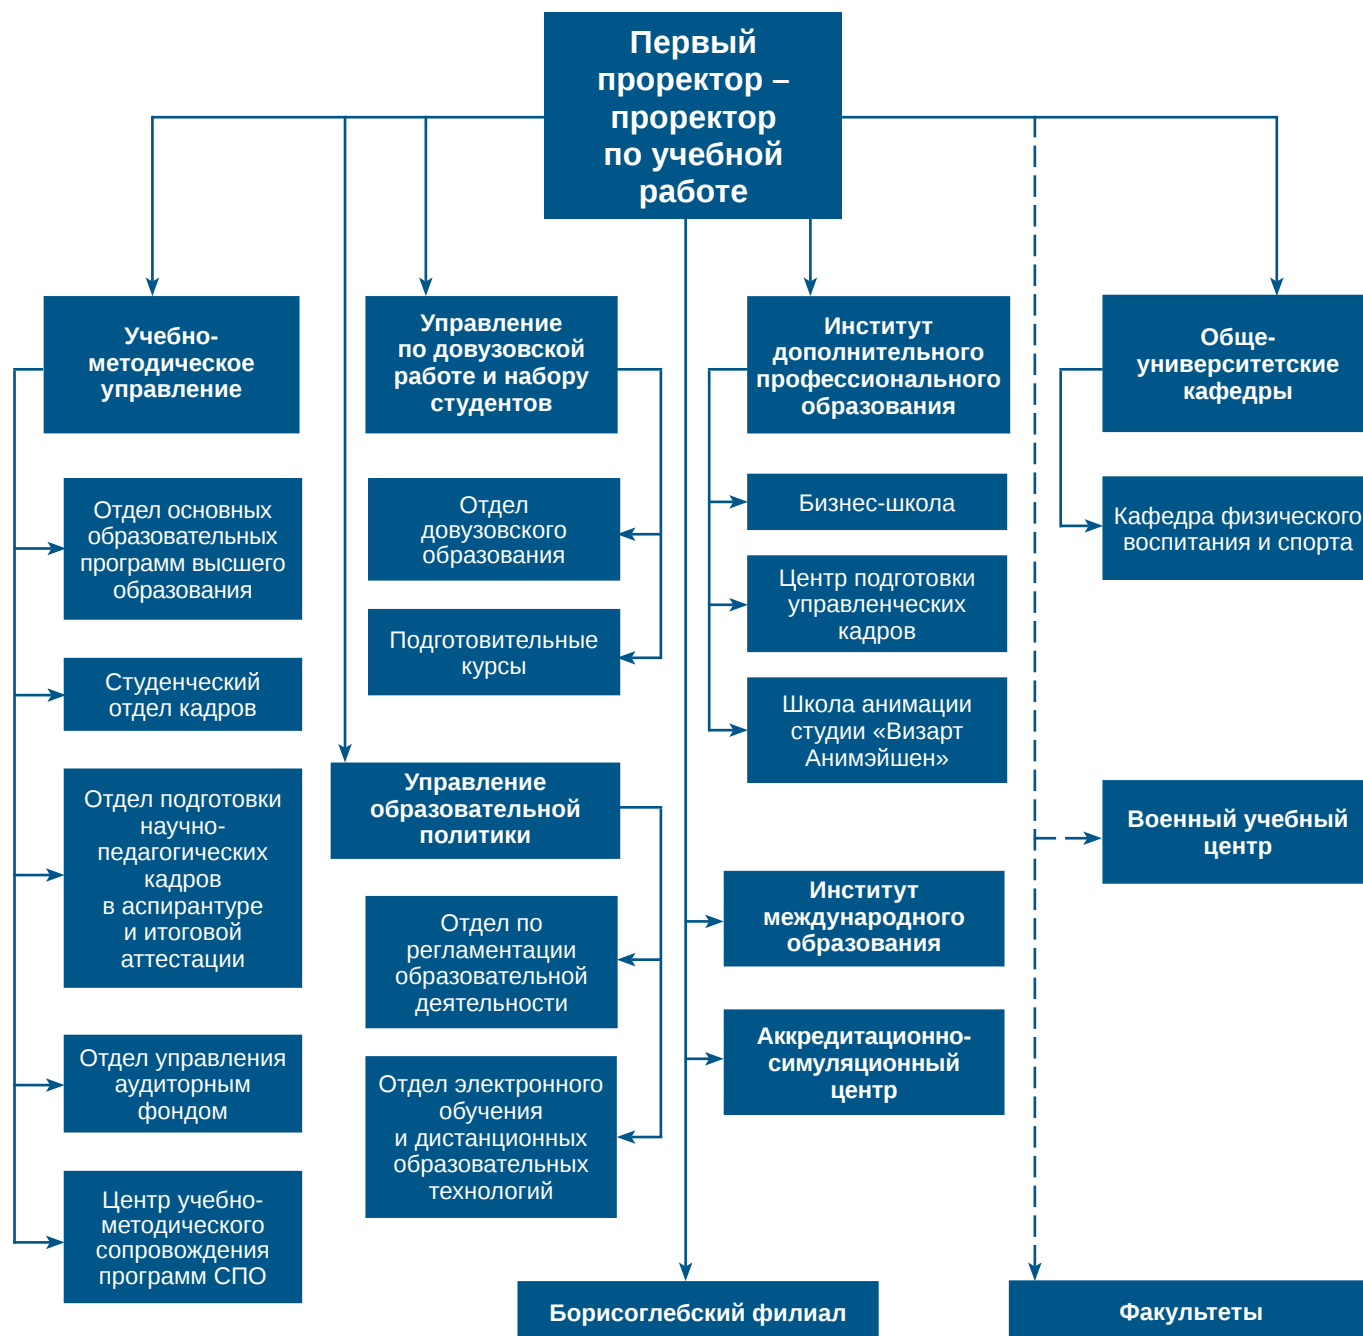 Первый
проректор –
проректор
по учебной
работе
Учебно-
методическое
управление
Отдел основных
образовательных
программ высшего
образования
Студенческий
отдел кадров
Отдел подготовки
научно-
педагогических
кадров
в аспирантуре
и итоговой
аттестации
Отдел управления
аудиторным
фондом
Центр учебно-
методического
сопровождения
программ СПО
Управление
по довузовской
работе и набору
студентов
Отдел
довузовского
образования
Подготовительные
курсы
Управление
образовательной
политики
Отдел по
регламентации
образовательной
деятельности
Отдел электронного
обучения
и дистанционных
образовательных
технологий
Институт
дополнительного
профессионального
образования
Бизнес-школа
Центр подготовки
управленческих
кадров
Школа анимации
студии «Визарт
Анимэйшен»
Институт
международного
образования
Аккредитационно-
симуляционный
центр
Борисоглебский филиал
Обще-
университетские
кафедры
Кафедра физического
воспитания и спорта
Военный учебный
центр
Факультеты